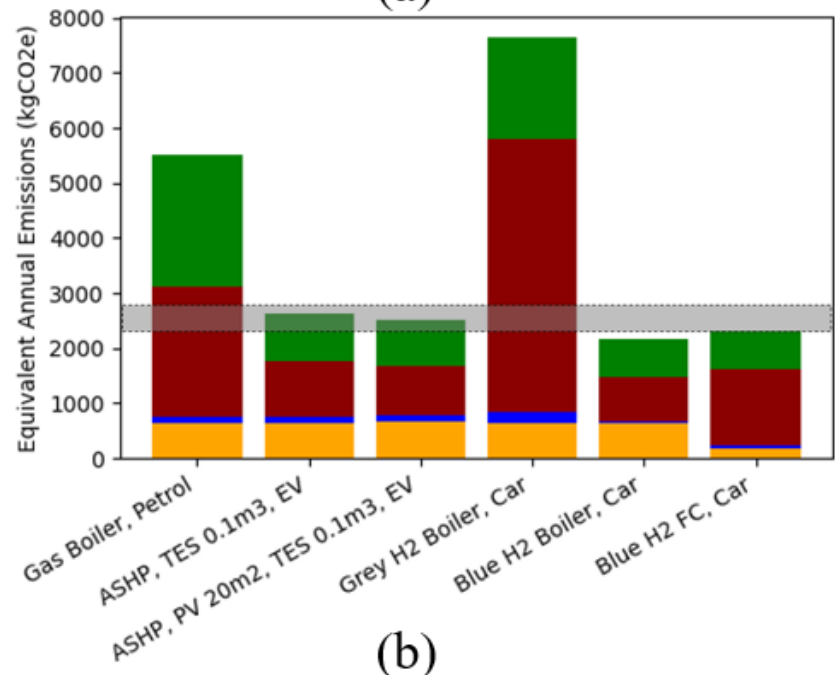 (a)
8000
7000
6000
5000
4000
3000
2000
1000
0
Equivalent Annual Emissions (kgCO2e)
Gas Boiler, Petrol
ASHP, TES 0.1m3, EV
ASHP, PV 20m2, TES 0.1m3, EV
Grey H2 Boiler, Car
Blue H2 Boiler, Car
Blue H2 FC, Car
(b)